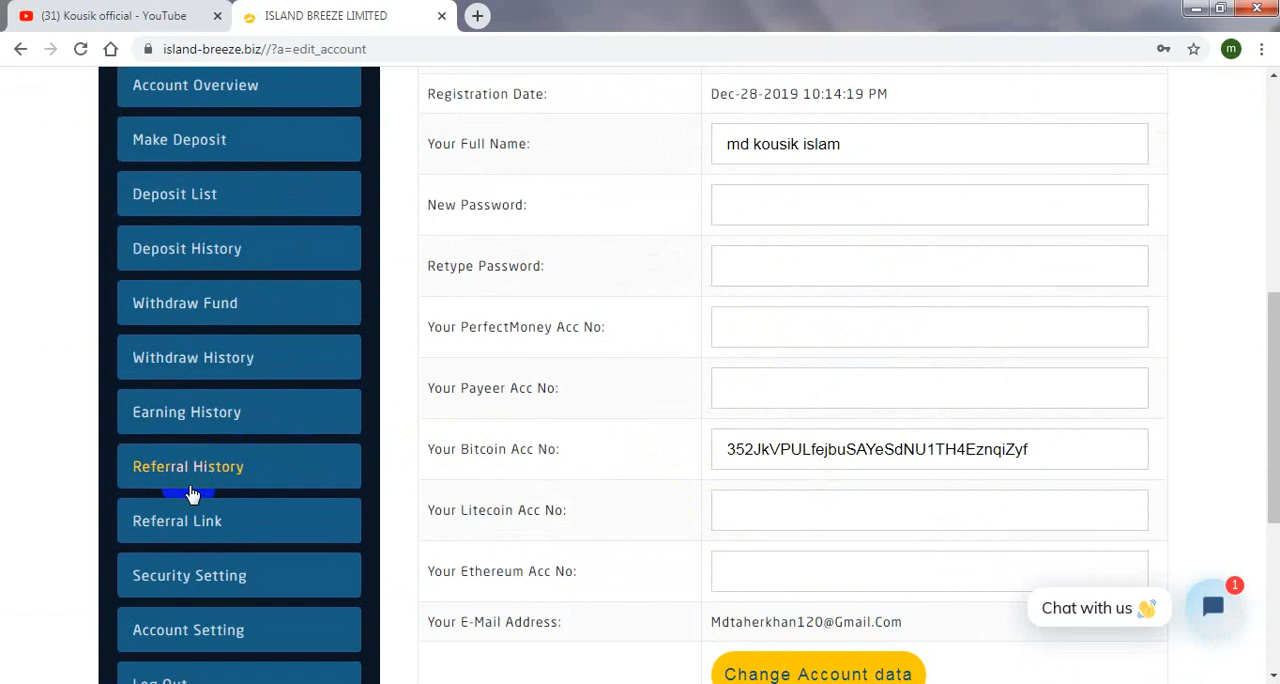 (31) Kousik official - YouTube
ISLAND BREEZE LIMITED
island-breeze.biz//?a=edit_account
m
Account Overview
Make Deposit
Deposit List
Deposit History
Withdraw Fund
Withdraw History
Earning History
Referral History
Referral Link
Security Setting
Account Setting
Log Out
Registration Date: Dec-28-2019 10:14:19 PM
Your Full Name: md kousik islam
New Password:
Retype Password:
Your PerfectMoney Acc No:
Your Payeer Acc No:
Your Bitcoin Acc No: 352JkVPULfejbuSAYeSdNU1TH4EznqiZyf
Your Litecoin Acc No:
Your Ethereum Acc No:
Your E-Mail Address: Mdtaherkhan120@Gmail.Com
Change Account data
Chat with us 👋
1